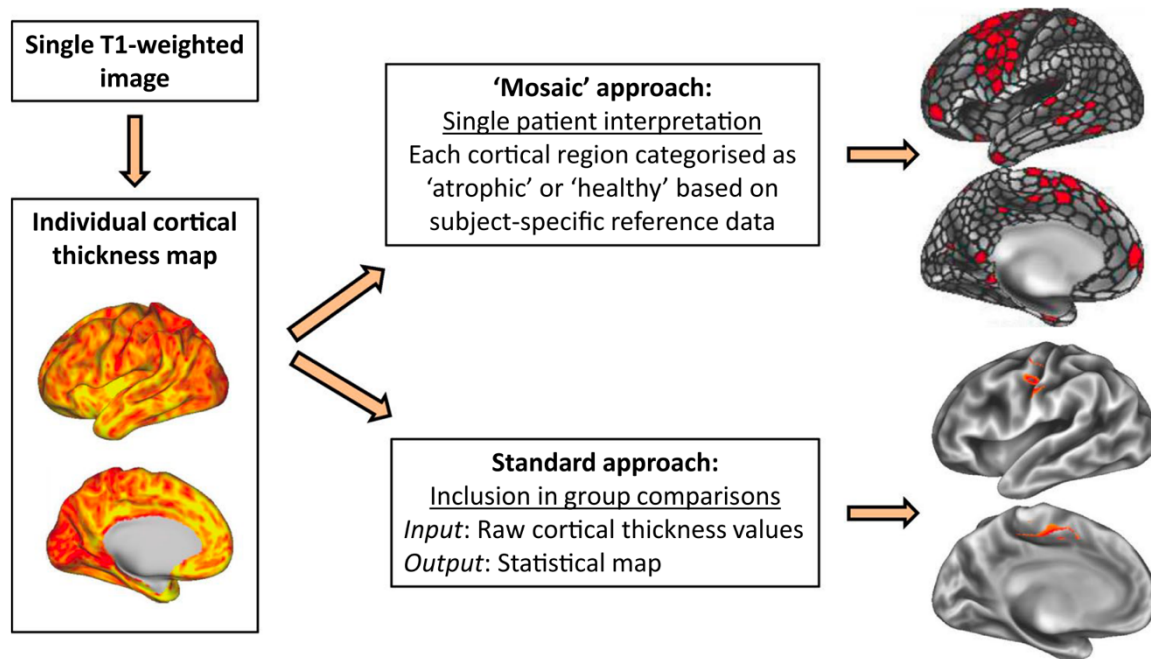 Single T1-weighted
image
Individual cortical
thickness map
‘Mosaic’ approach:
Single patient interpretation
Each cortical region categorised as
‘atrophic’ or ‘healthy’ based on
subject-specific reference data
Standard approach:
Inclusion in group comparisons
Input: Raw cortical thickness values
Output: Statistical map